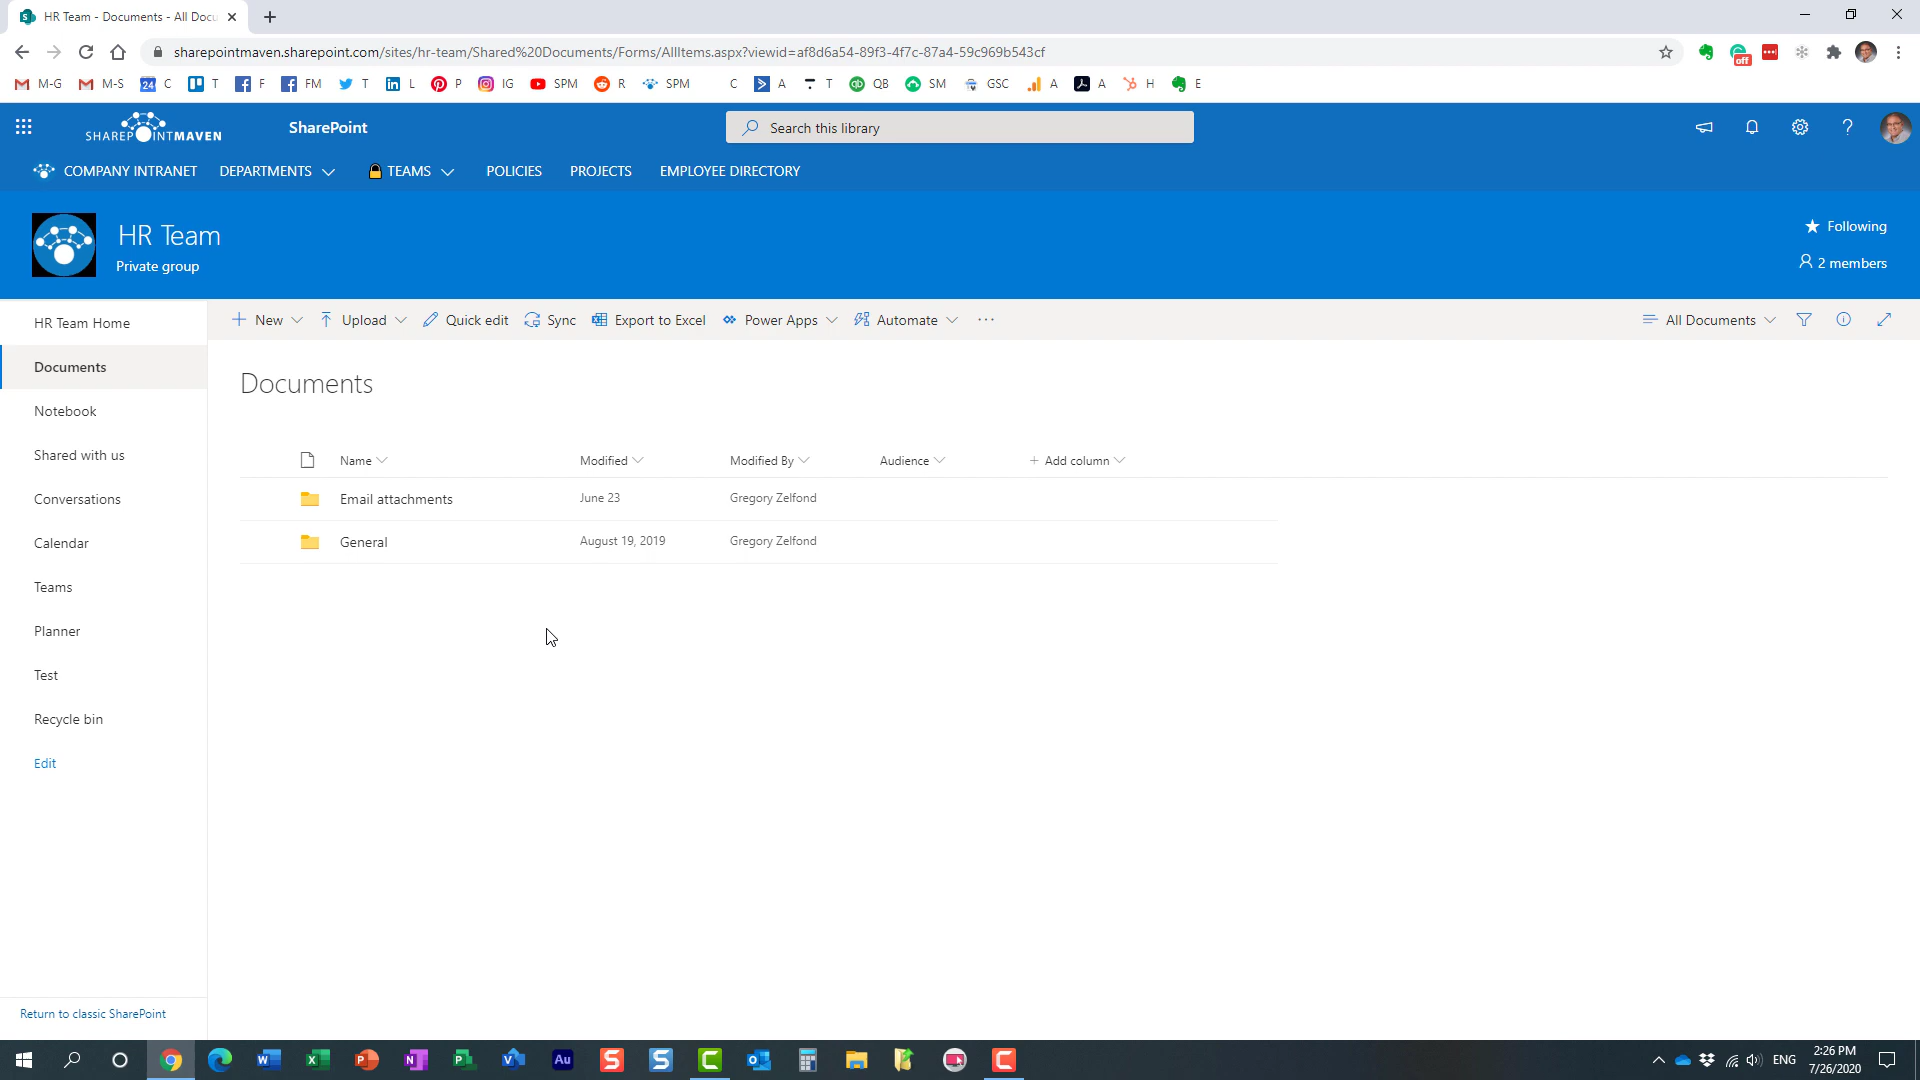 HR Team - Documents - All Docu
sharepointmaven.sharepoint.com/sites/hr-team/Shared%20Documents/Forms/AllItems.aspx?viewid=af8d6a54-89f3-4f7c-87a4-59c969b543cf
off
M-G M-S 24 C T F FM T L P IG SPM R SPM C A T QB SM GSC A A H E
SHAREPOINTMAVEN SharePoint Search this library
COMPANY INTRANET DEPARTMENTS TEAMS POLICIES PROJECTS EMPLOYEE DIRECTORY
HR Team
Private group
Following
2 members
HR Team Home
Documents
Notebook
Shared with us
Conversations
Calendar
Teams
Planner
Test
Recycle bin
Edit
Return to classic SharePoint
+ New Upload Quick edit Sync Export to Excel Power Apps Automate ... All Documents
Documents
Name Modified Modified By Audience + Add column
Email attachments June 23 Gregory Zelfond
General August 19, 2019 Gregory Zelfond
Au
ENG
2:26 PM
7/26/2020